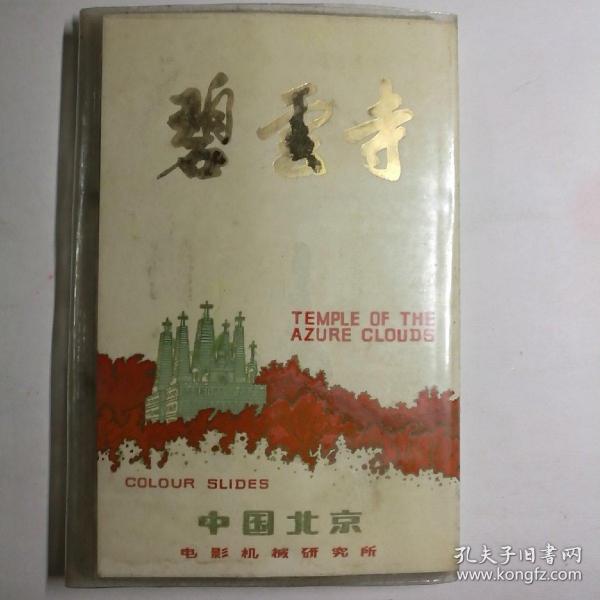 碧雲寺
TEMPLE OF THE
AZURE CLOUDS
COLOUR SLIDES
中国北京
电影机械研究所
孔夫子旧书网
www.kongfz.com